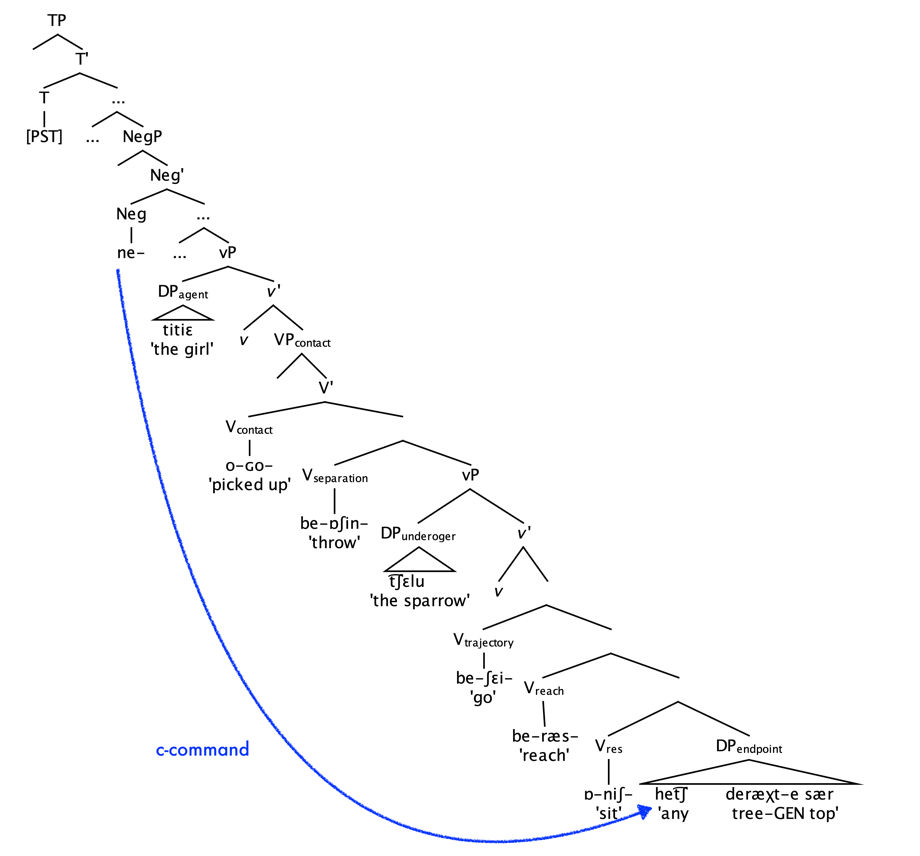 TP
T'
T ...
[PST] ... NegP
Neg'
Neg ...
ne– ... vP
DPagent v'
titiɛ
'the girl' v VPcontact
V'
Vcontact
o–ɢo–
'picked up' Vseparation vP
be–ɒʃin–
'throw' DPunderoger v'
t͡ʃɛlu
'the sparrow' v
Vtrajectory
be–ʃɛi–
'go' Vreach
be–ræs–
'reach' Vres DPendpoint
c-command
ɒ–niʃ– het͡ʃ deræχt–e sær
'sit' 'any tree–GEN top'